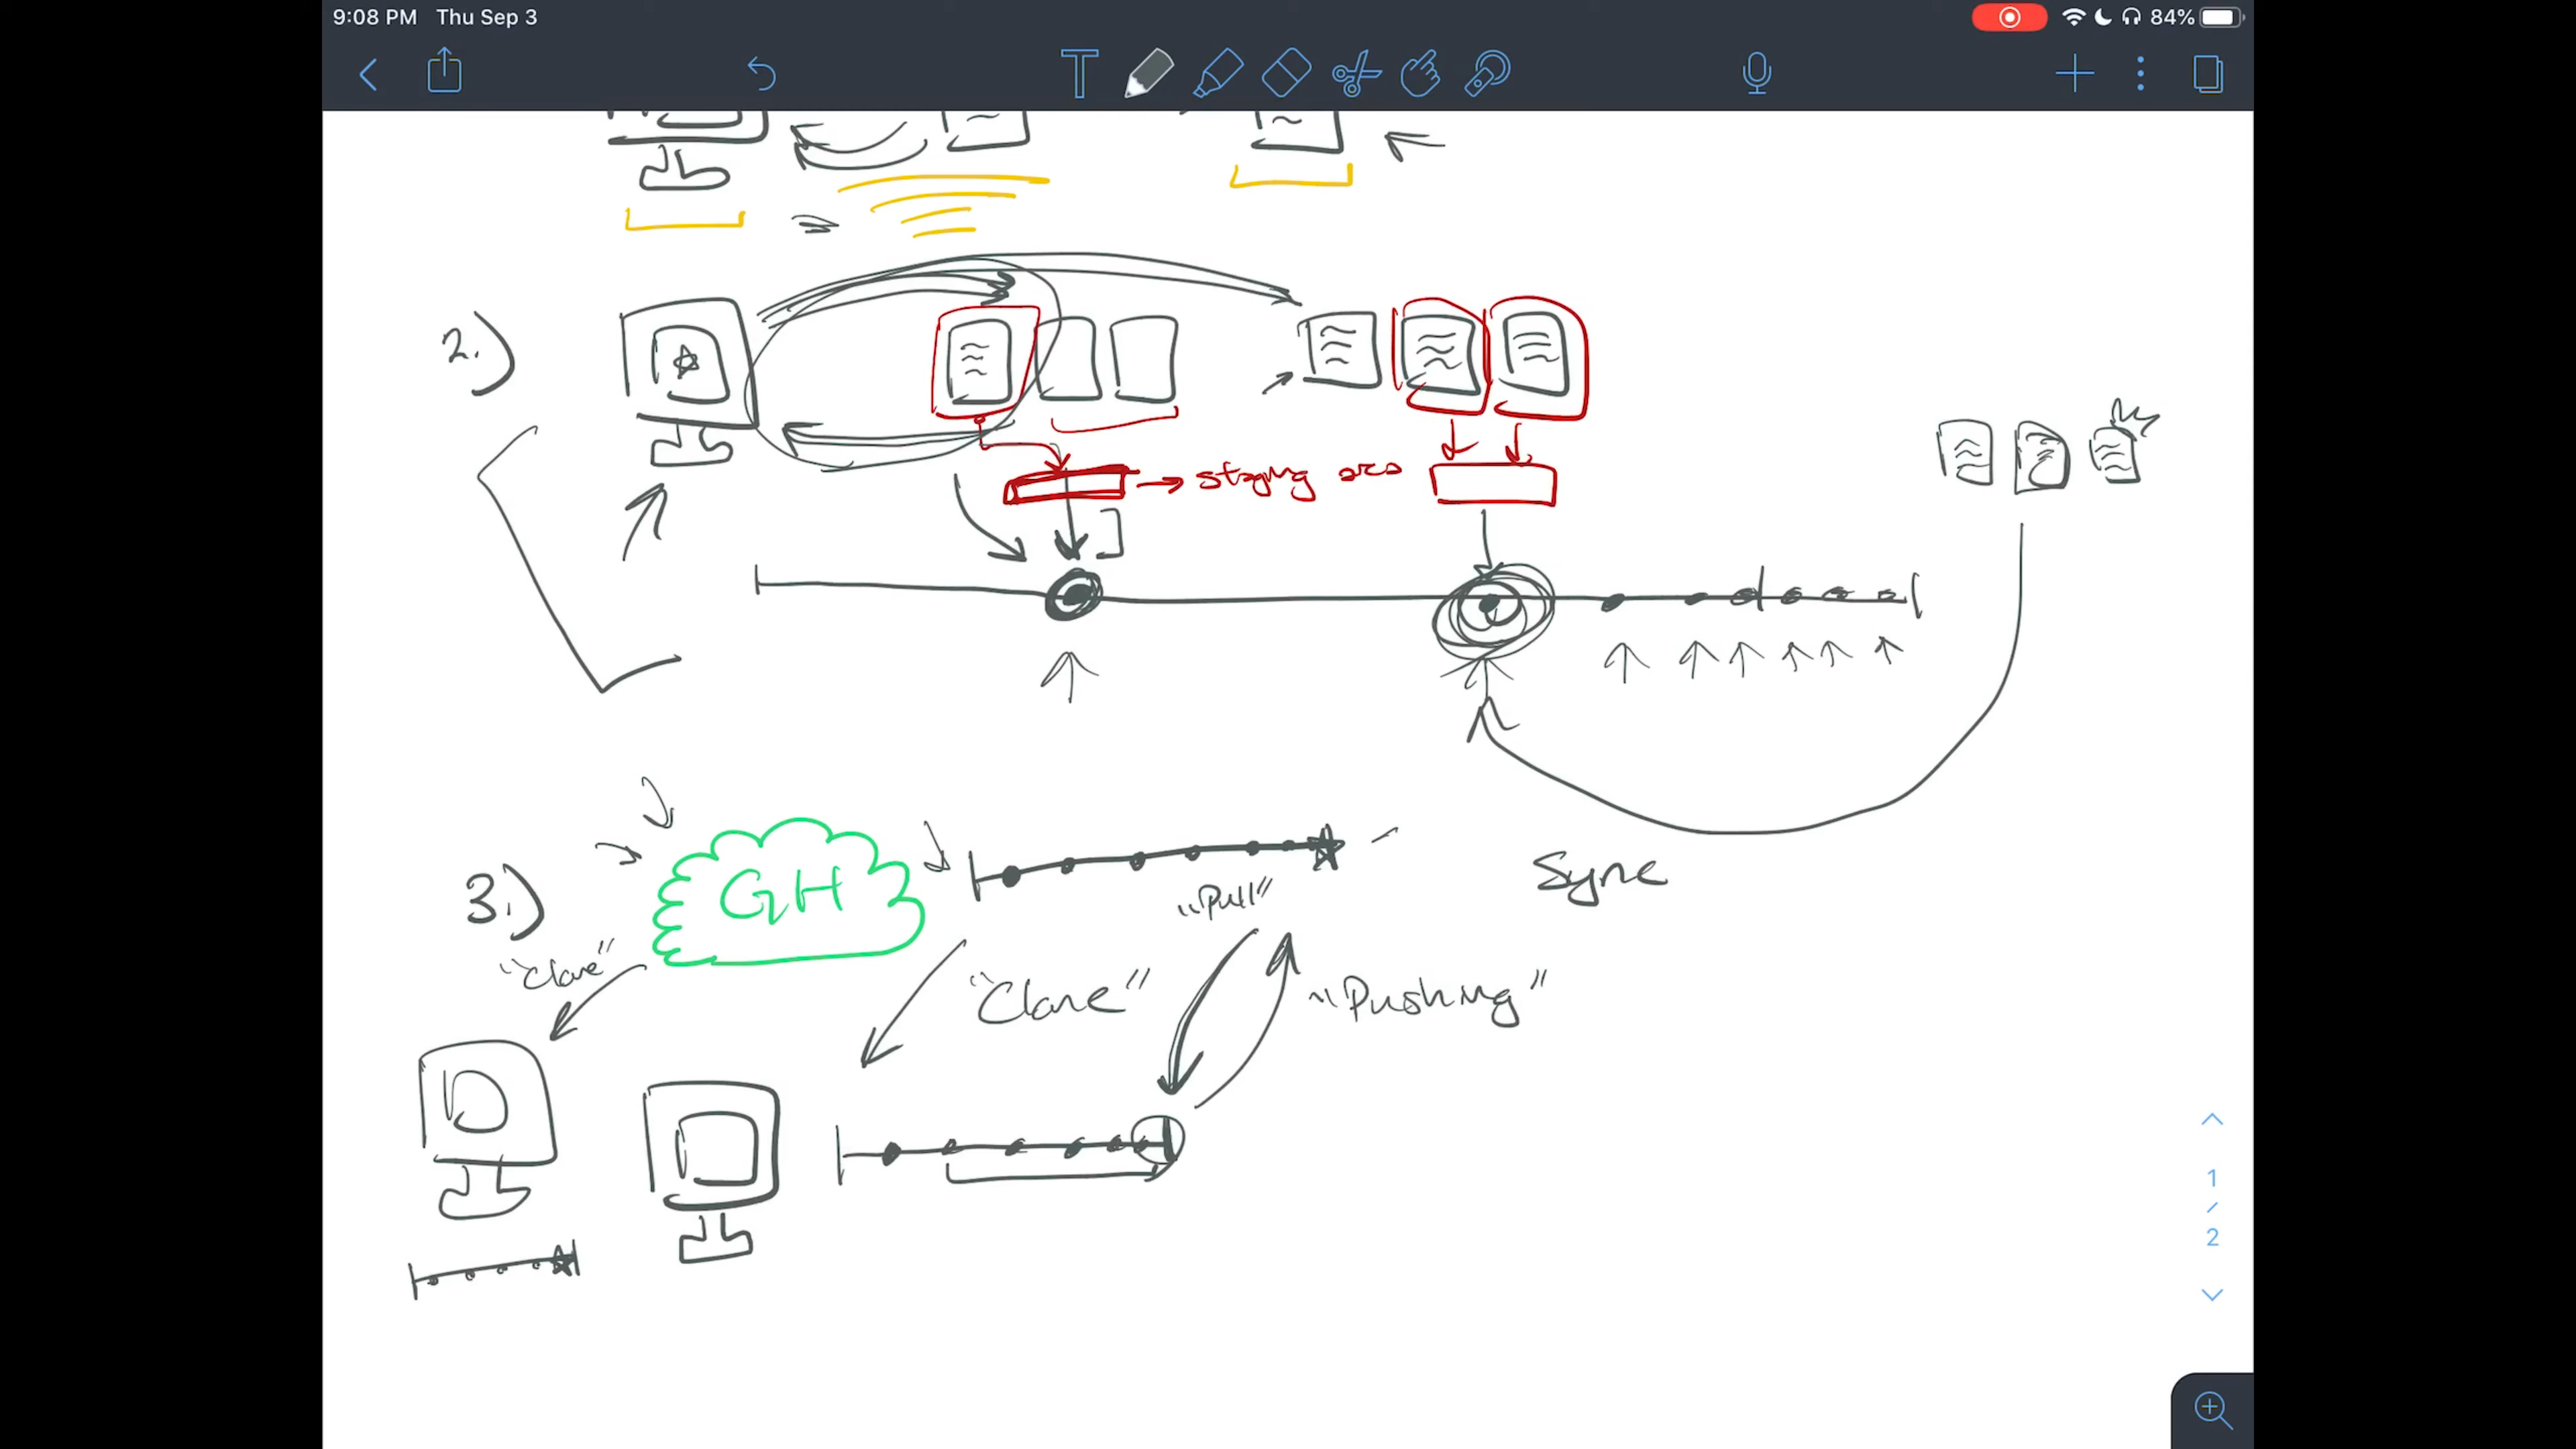 9:08 PM Thu Sep 3
84%
T
2.)
staging area
3.)
GH
"Pull"
Sync
"Clone"
"Clone"
"Pushing"
1
/
2